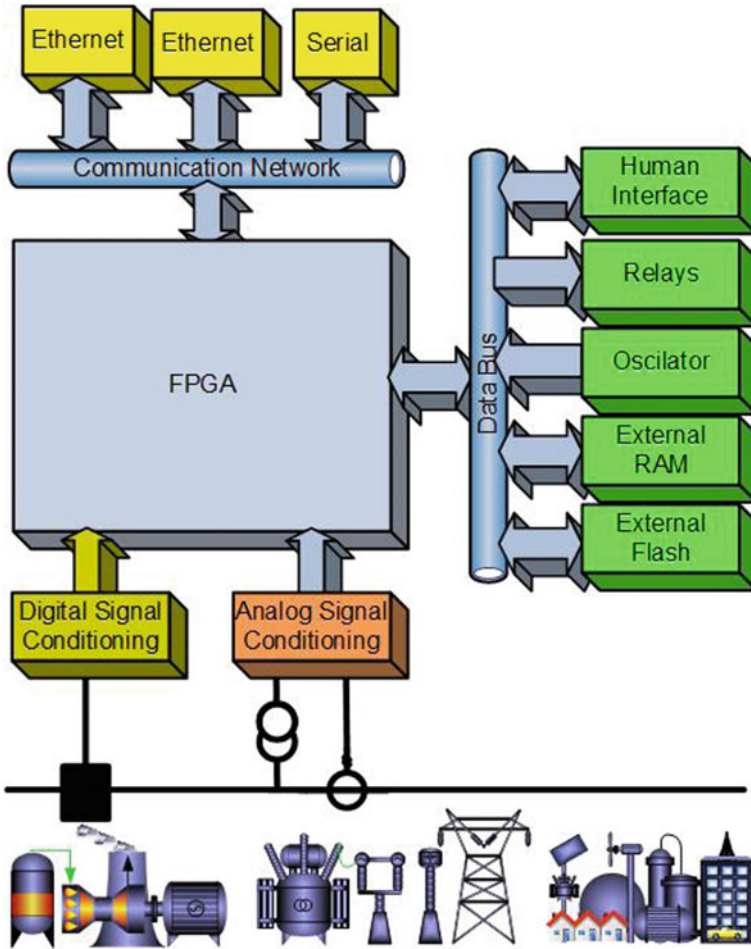 Ethernet
Ethernet
Serial
Communication Network
Human
Interface
Relays
Oscilator
External
RAM
External
Flash
Data Bus
FPGA
Digital Signal
Conditioning
Analog Signal
Conditioning